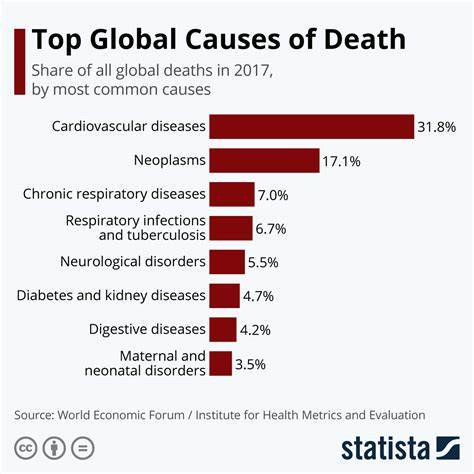 Top Global Causes of Death
Share of all global deaths in 2017,
by most common causes
Cardiovascular diseases 31.8%
Neoplasms 17.1%
Chronic respiratory diseases 7.0%
Respiratory infections
and tuberculosis 6.7%
Neurological disorders 5.5%
Diabetes and kidney diseases 4.7%
Digestive diseases 4.2%
Maternal and
neonatal disorders 3.5%
Source: World Economic Forum / Institute for Health Metrics and Evaluation
cc
statista